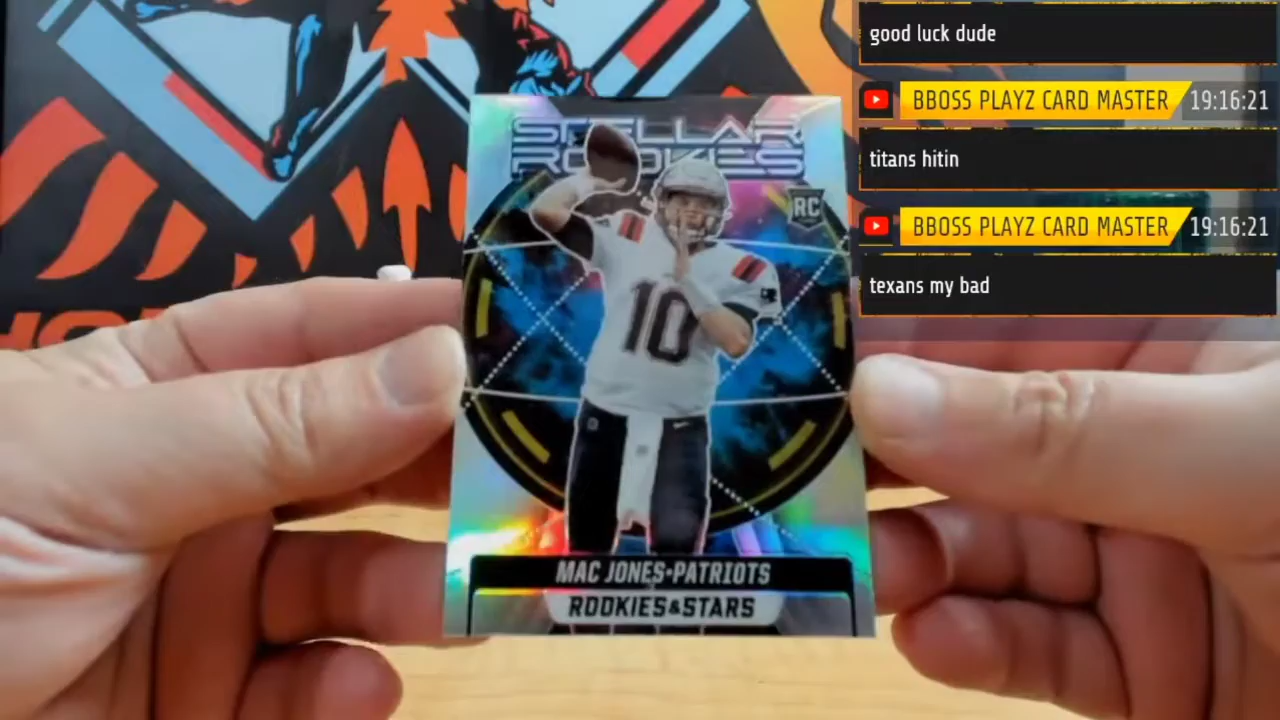 good luck dude
BBOSS PLAYZ CARD MASTER 19:16:21
titans hitin
BBOSS PLAYZ CARD MASTER 19:16:21
texans my bad
STELLAR
ROOKIES
RC
10
MAC JONES•PATRIOTS
ROOKIES&STARS